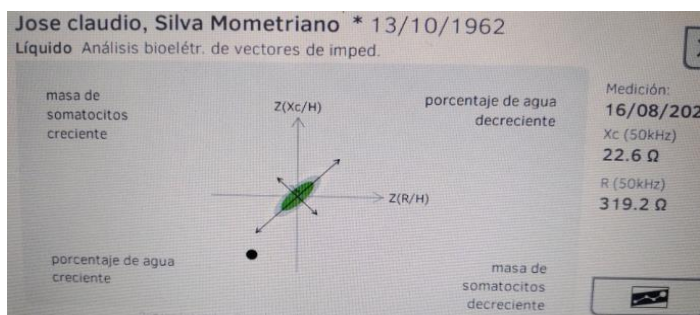 Jose claudio, Silva Mometriano * 13/10/1962
Líquido Análisis bioelétr. de vectores de imped.
masa de
somatocitos
creciente
Z(Xc/H)
porcentaje de agua
decreciente
Z(R/H)
porcentaje de agua
creciente
masa de
somatocitos
decreciente
Medición:
16/08/202
Xc (50kHz)
22.6 Ω
R (50kHz)
319.2 Ω